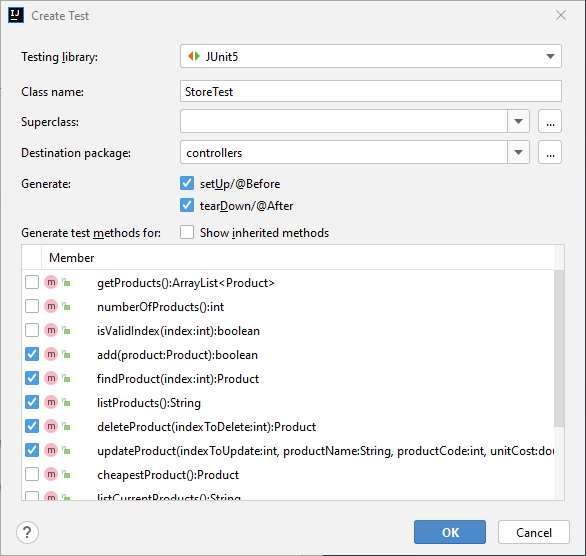 IJ Create Test
Testing library: JUnit5
Class name: StoreTest
Superclass: ...
Destination package: controllers ...
Generate: setUp/@Before
tearDown/@After
Generate test methods for: Show inherited methods
Member
m getProducts():ArrayList<Product>
m numberOfProducts():int
m isValidIndex(index:int):boolean
m add(product:Product):boolean
m findProduct(index:int):Product
m listProducts():String
m deleteProduct(indexToDelete:int):Product
m updateProduct(indexToUpdate:int, productName:String, productCode:int, unitCost:dou
m cheapestProduct():Product
m listCurrentProducts():String
? OK Cancel